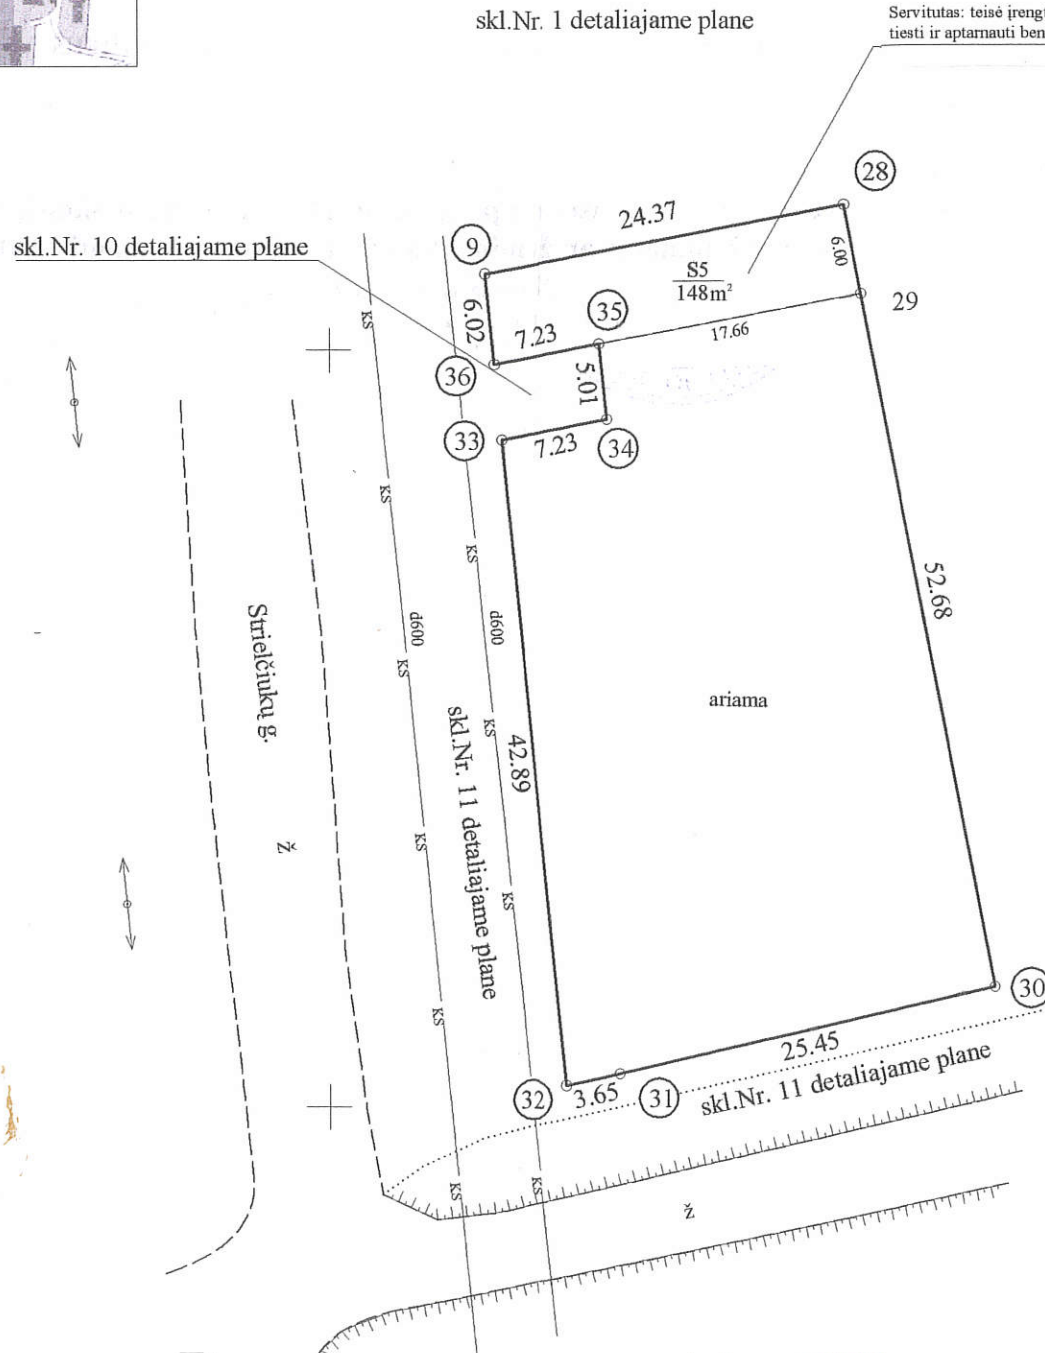 skl.Nr. 1 detaliajame plane
Servitutas: teisė įrengt
tiesti ir aptarnauti ben
28
24.37
9
skl.Nr. 10 detaliajame plane
6.00
S5
148m²
29
6.02
35
7.23
17.66
KS
36
5.01
33
7.23
34
KS
KS
52.68
Strielčiukų g.
d600
d600
KS
ariama
skl.Nr. 11 detaliajame plane
KS
42.89
ž
KS
KS
KS
30
25.45
skl.Nr. 11 detaliajame plane
32
3.65
31
KS
KS
ž